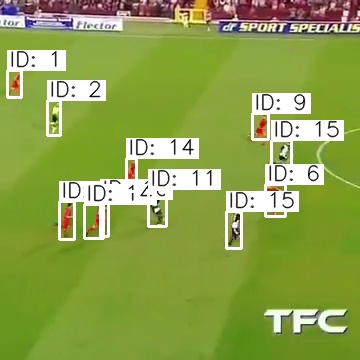 Flector
df SPORT SPECIALIS
ID: 1
ID: 2
ID: 9
ID: 15
ID: 14
ID: 11
ID: 6
ID: 15
TFC